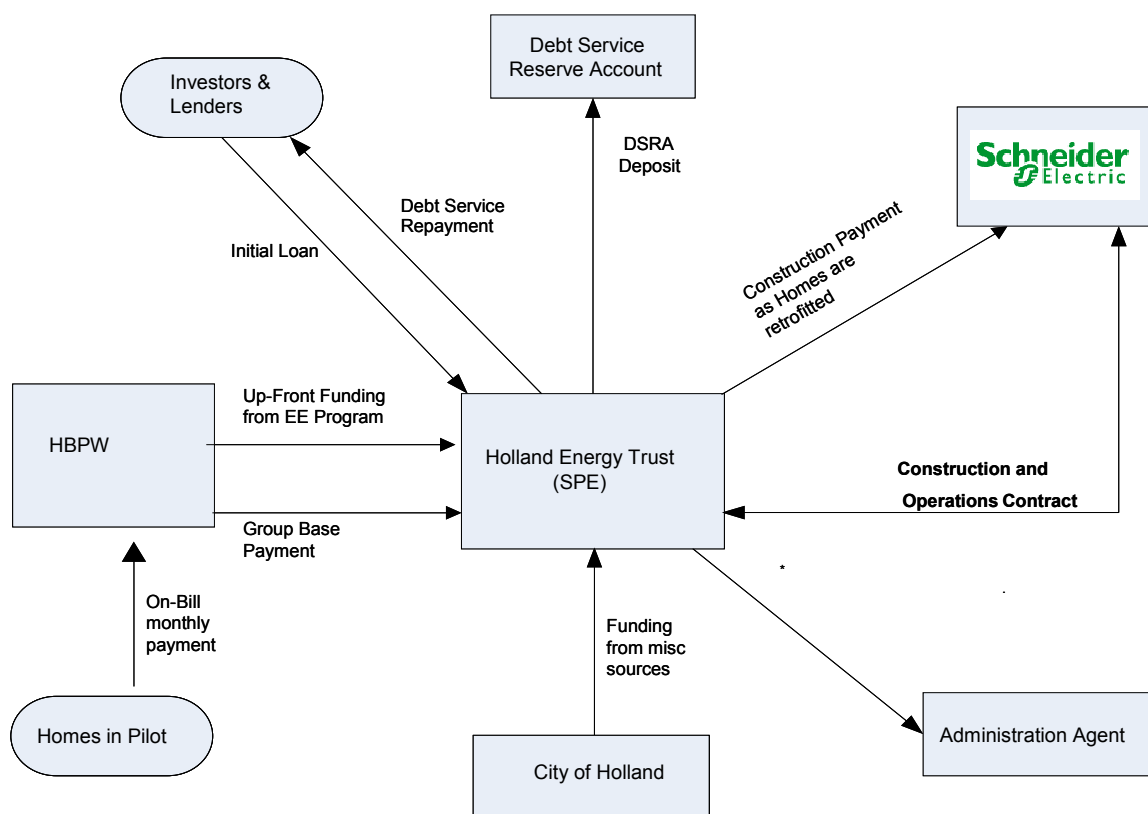 Debt Service
Reserve Account
Investors &
Lenders
Schneider
Electric
DSRA
Deposit
Debt Service
Repayment
Initial Loan
Construction Payment
as Homes are
retrofitted
Up-Front Funding
from EE Program
HBPW
Holland Energy Trust
(SPE)
Construction and
Operations Contract
Group Base
Payment
*
.
On-Bill
monthly
payment
Funding
from misc
sources
Homes in Pilot
City of Holland
Administration Agent